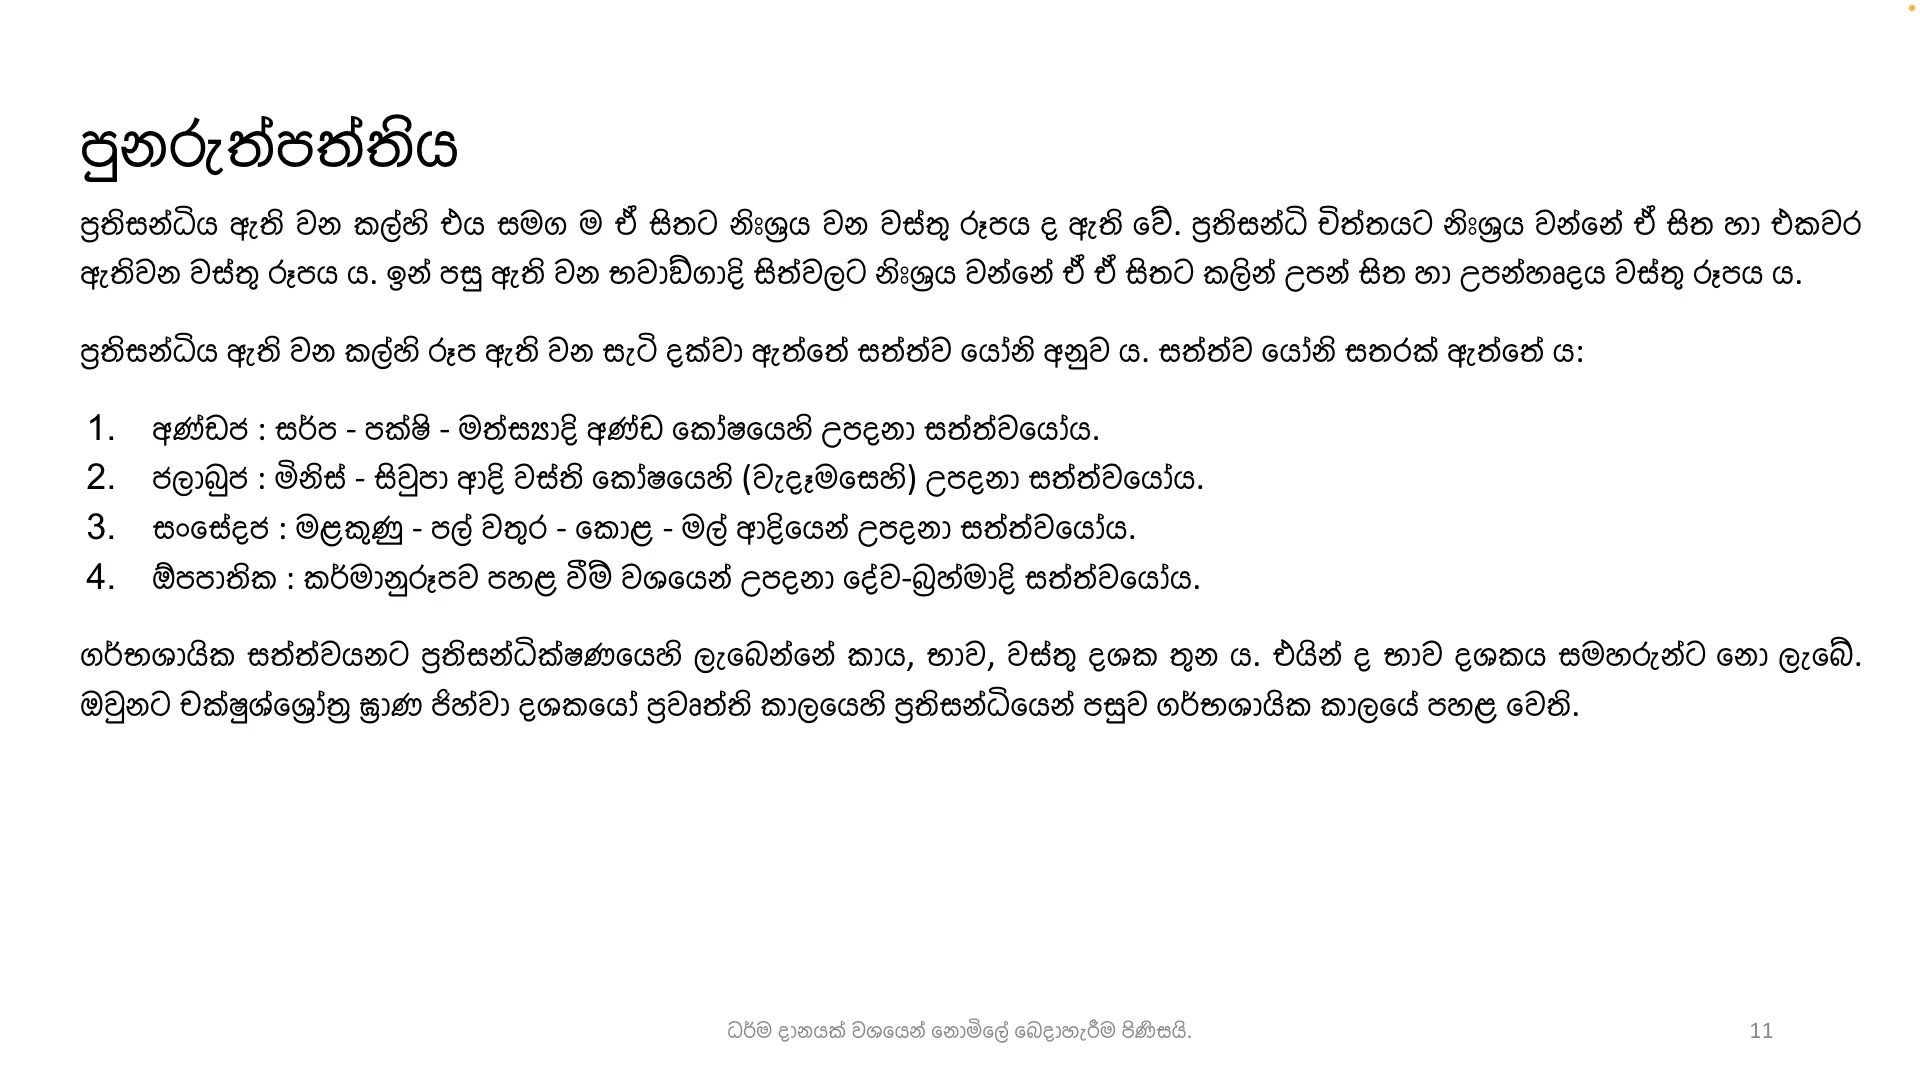 පුනරුත්පත්තිය
ප්‍රතිසන්ධිය ඇති වන කල්හි එය සමග ම ඒ සිතට නිඃශ්‍රය වන වස්තු රූපය ද ඇති වේ. ප්‍රතිසන්ධි චිත්තයට නිඃශ්‍රය වන්නේ ඒ සිත හා එකවර
ඇතිවන වස්තු රූපය ය. ඉන් පසු ඇති වන භවාඞ්ගාදි සිත්වලට නිඃශ්‍රය වන්නේ ඒ ඒ සිතට කලින් උපන් සිත හා උපන්හෘදය වස්තු රූපය ය.
ප්‍රතිසන්ධිය ඇති වන කල්හි රූප ඇති වන සැටි දක්වා ඇත්තේ සත්ත්ව යෝනි අනුව ය. සත්ත්ව යෝනි සතරක් ඇත්තේ ය:
1. අණ්ඩජ : සර්ප - පක්ෂි - මත්ස්‍යාදි අණ්ඩ කෝෂයෙහි උපදනා සත්ත්වයෝය.
2. ජලාබුජ : මිනිස් - සිවුපා ආදි වස්ති කෝෂයෙහි (වැදෑමසෙහි) උපදනා සත්ත්වයෝය.
3. සංසේදජ : මළකුණු - පල් වතුර - කොළ - මල් ආදියෙන් උපදනා සත්ත්වයෝය.
4. ඕපපාතික : කර්මානුරූපව පහළ වීම් වශයෙන් උපදනා දේව-බ්‍රහ්මාදි සත්ත්වයෝය.
ගර්භශායික සත්ත්වයනට ප්‍රතිසන්ධික්ෂණයෙහි ලැබෙන්නේ කාය, භාව, වස්තු දශක තුන ය. එයින් ද භාව දශකය සමහරුන්ට නො ලැබේ.
ඔවුනට චක්ෂුශ්ශ්‍රෝත්‍ර ඝ්‍රාණ ජිහ්වා දශකයෝ ප්‍රවෘත්ති කාලයෙහි ප්‍රතිසන්ධියෙන් පසුව ගර්භශායික කාලයේ පහළ වෙති.
ධර්ම දානයක් වශයෙන් නොමිලේ බෙදාහැරීම පිණිසයි.
11